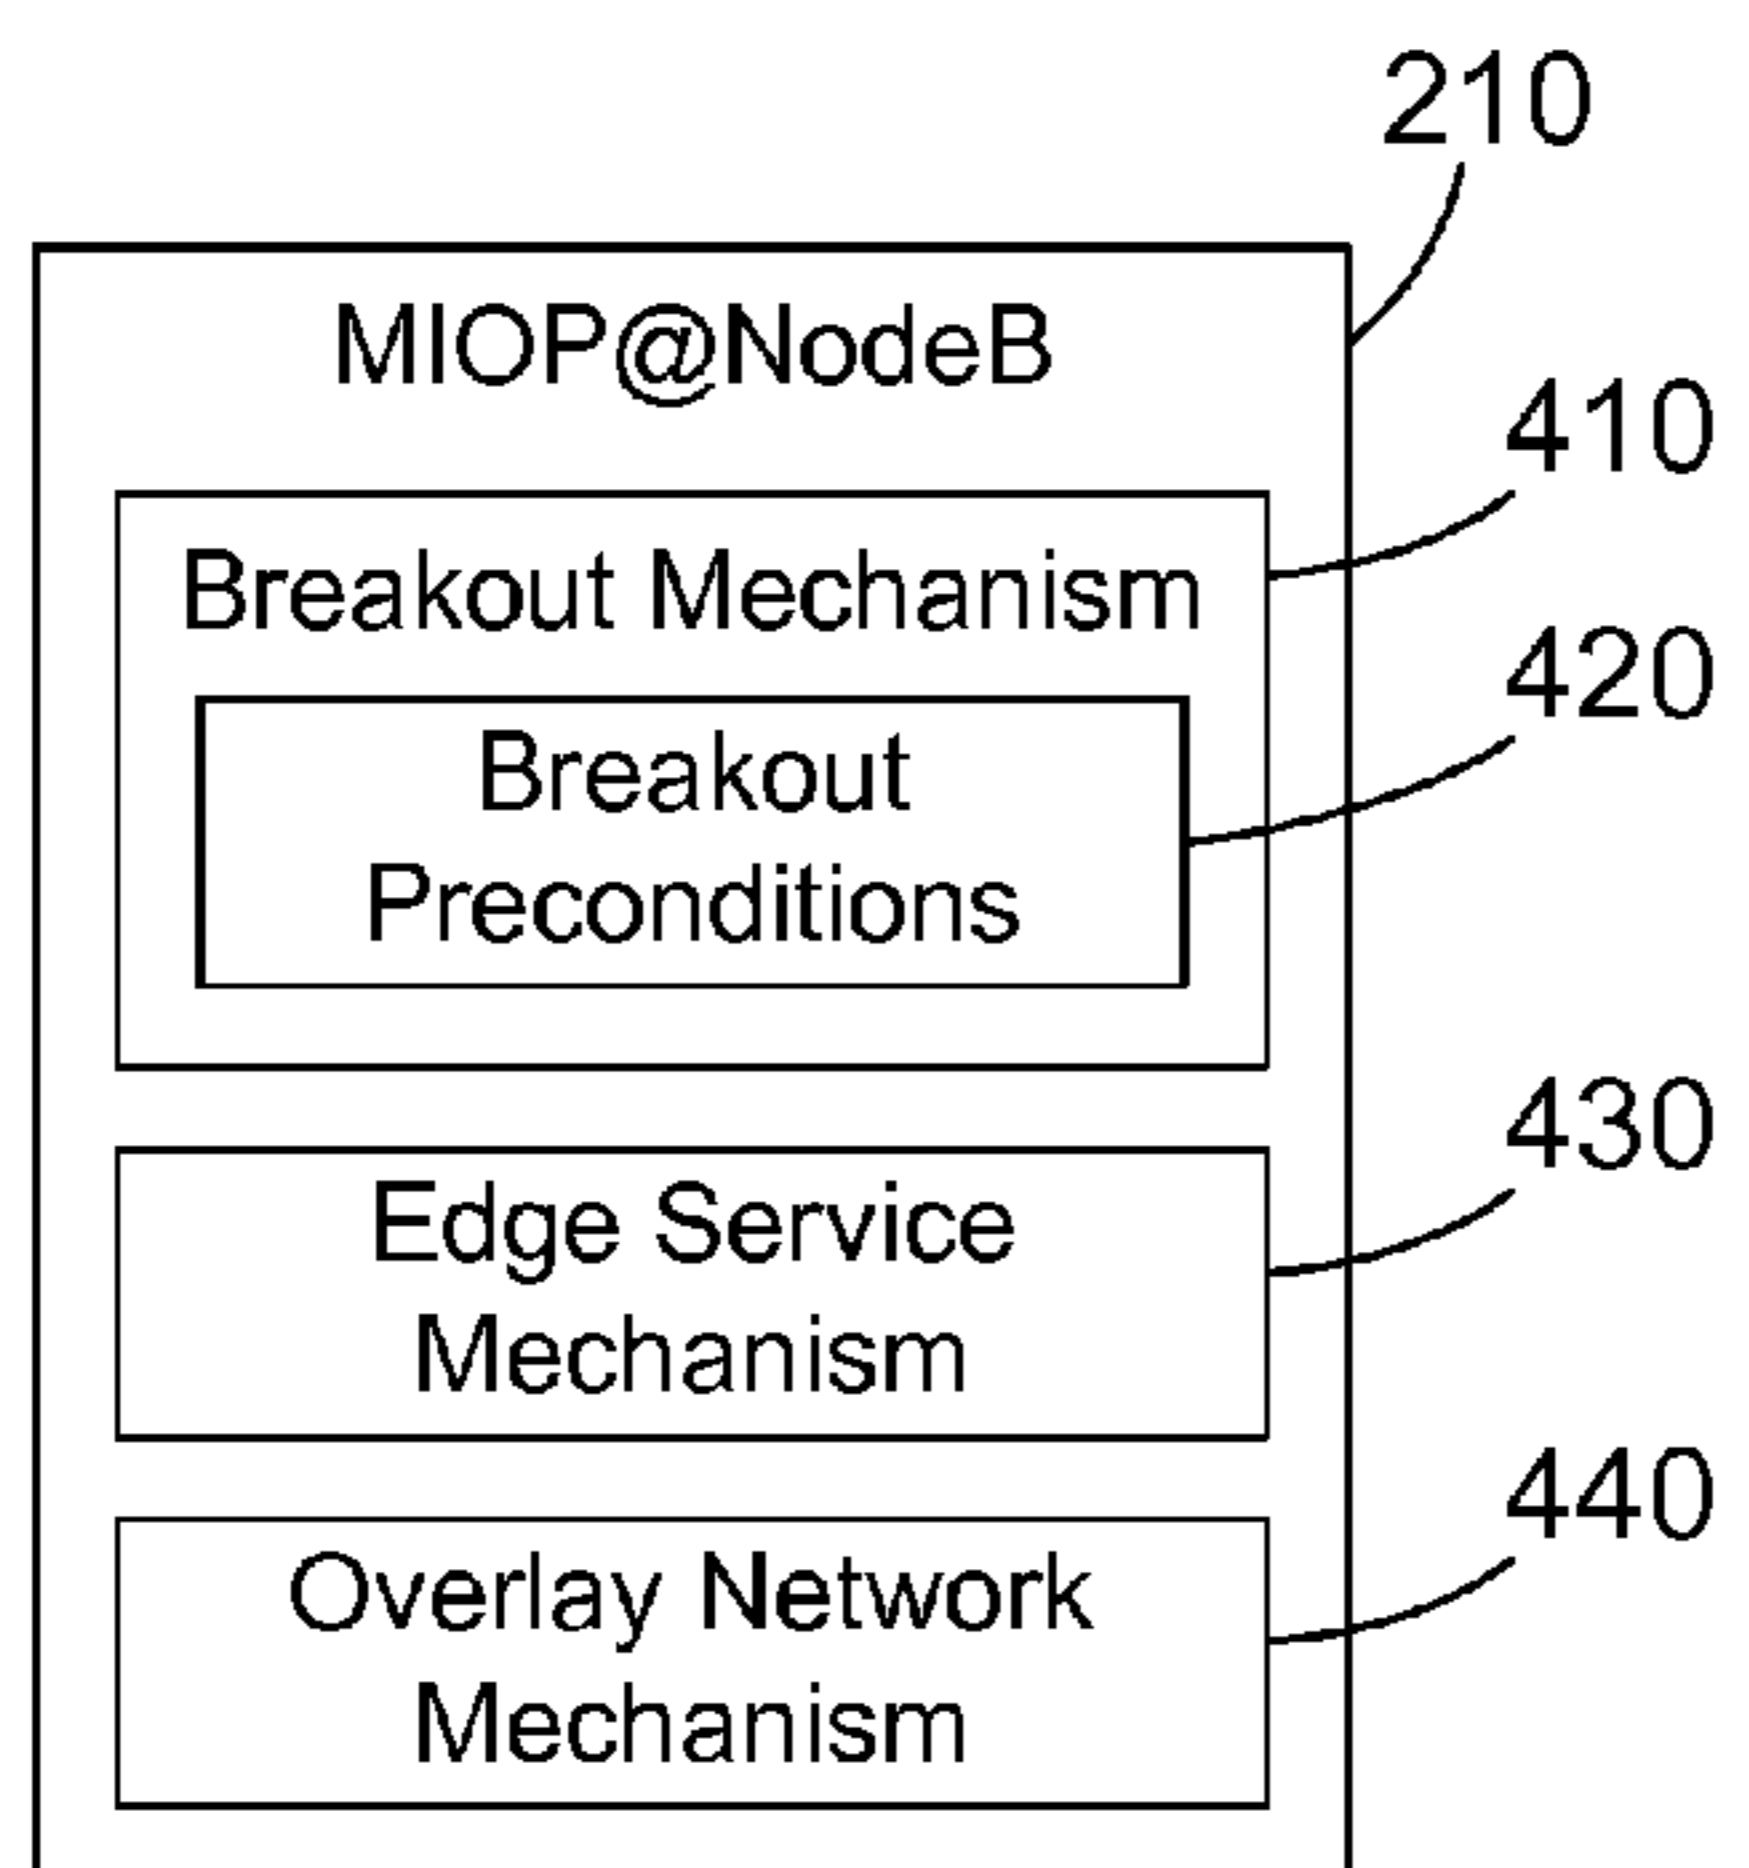 210
MIOP@NodeB
410
Breakout Mechanism
420
Breakout
Preconditions
430
Edge Service
Mechanism
440
Overlay Network
Mechanism